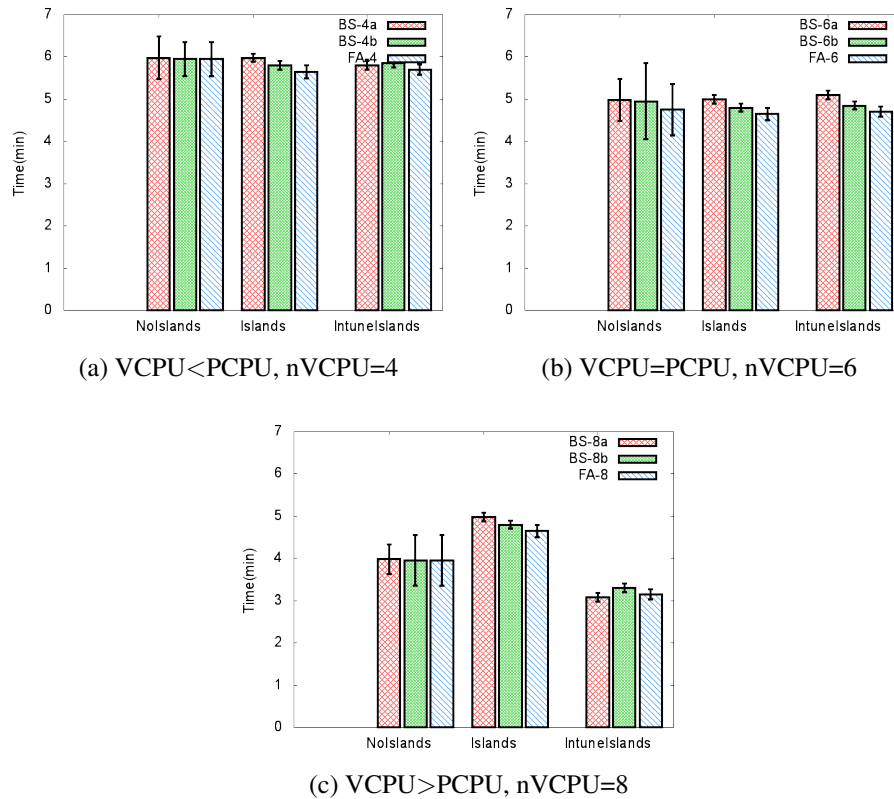 7
6
5
4
3
2
1
0
Time(min)
BS-4a
BS-4b
FA-4
NoIslands Islands IntuneIslands
(a) VCPU<PCPU, nVCPU=4
7
6
5
4
3
2
1
0
Time(min)
BS-6a
BS-6b
FA-6
NoIslands Islands IntuneIslands
(b) VCPU=PCPU, nVCPU=6
7
6
5
4
3
2
1
0
Time(min)
BS-8a
BS-8b
FA-8
NoIslands Islands IntuneIslands
(c) VCPU>PCPU, nVCPU=8